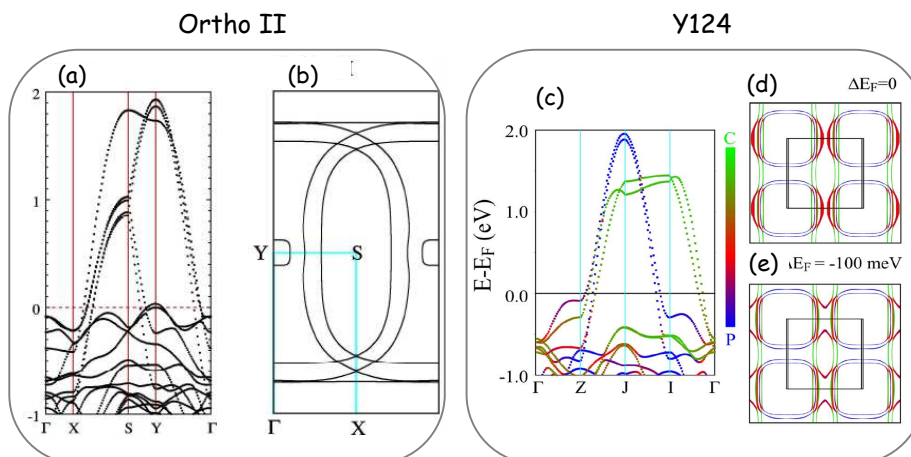 Ortho II
Y124
(a)
(b)
(c)
(d)
ΔE_F=0
(e)
ΔE_F = -100 meV
2
1
0
-1
Γ X S Y Γ
Y
S
Γ
X
E-E_F (eV)
2.0
1.0
0.0
-1.0
Γ Z J I Γ
C
P